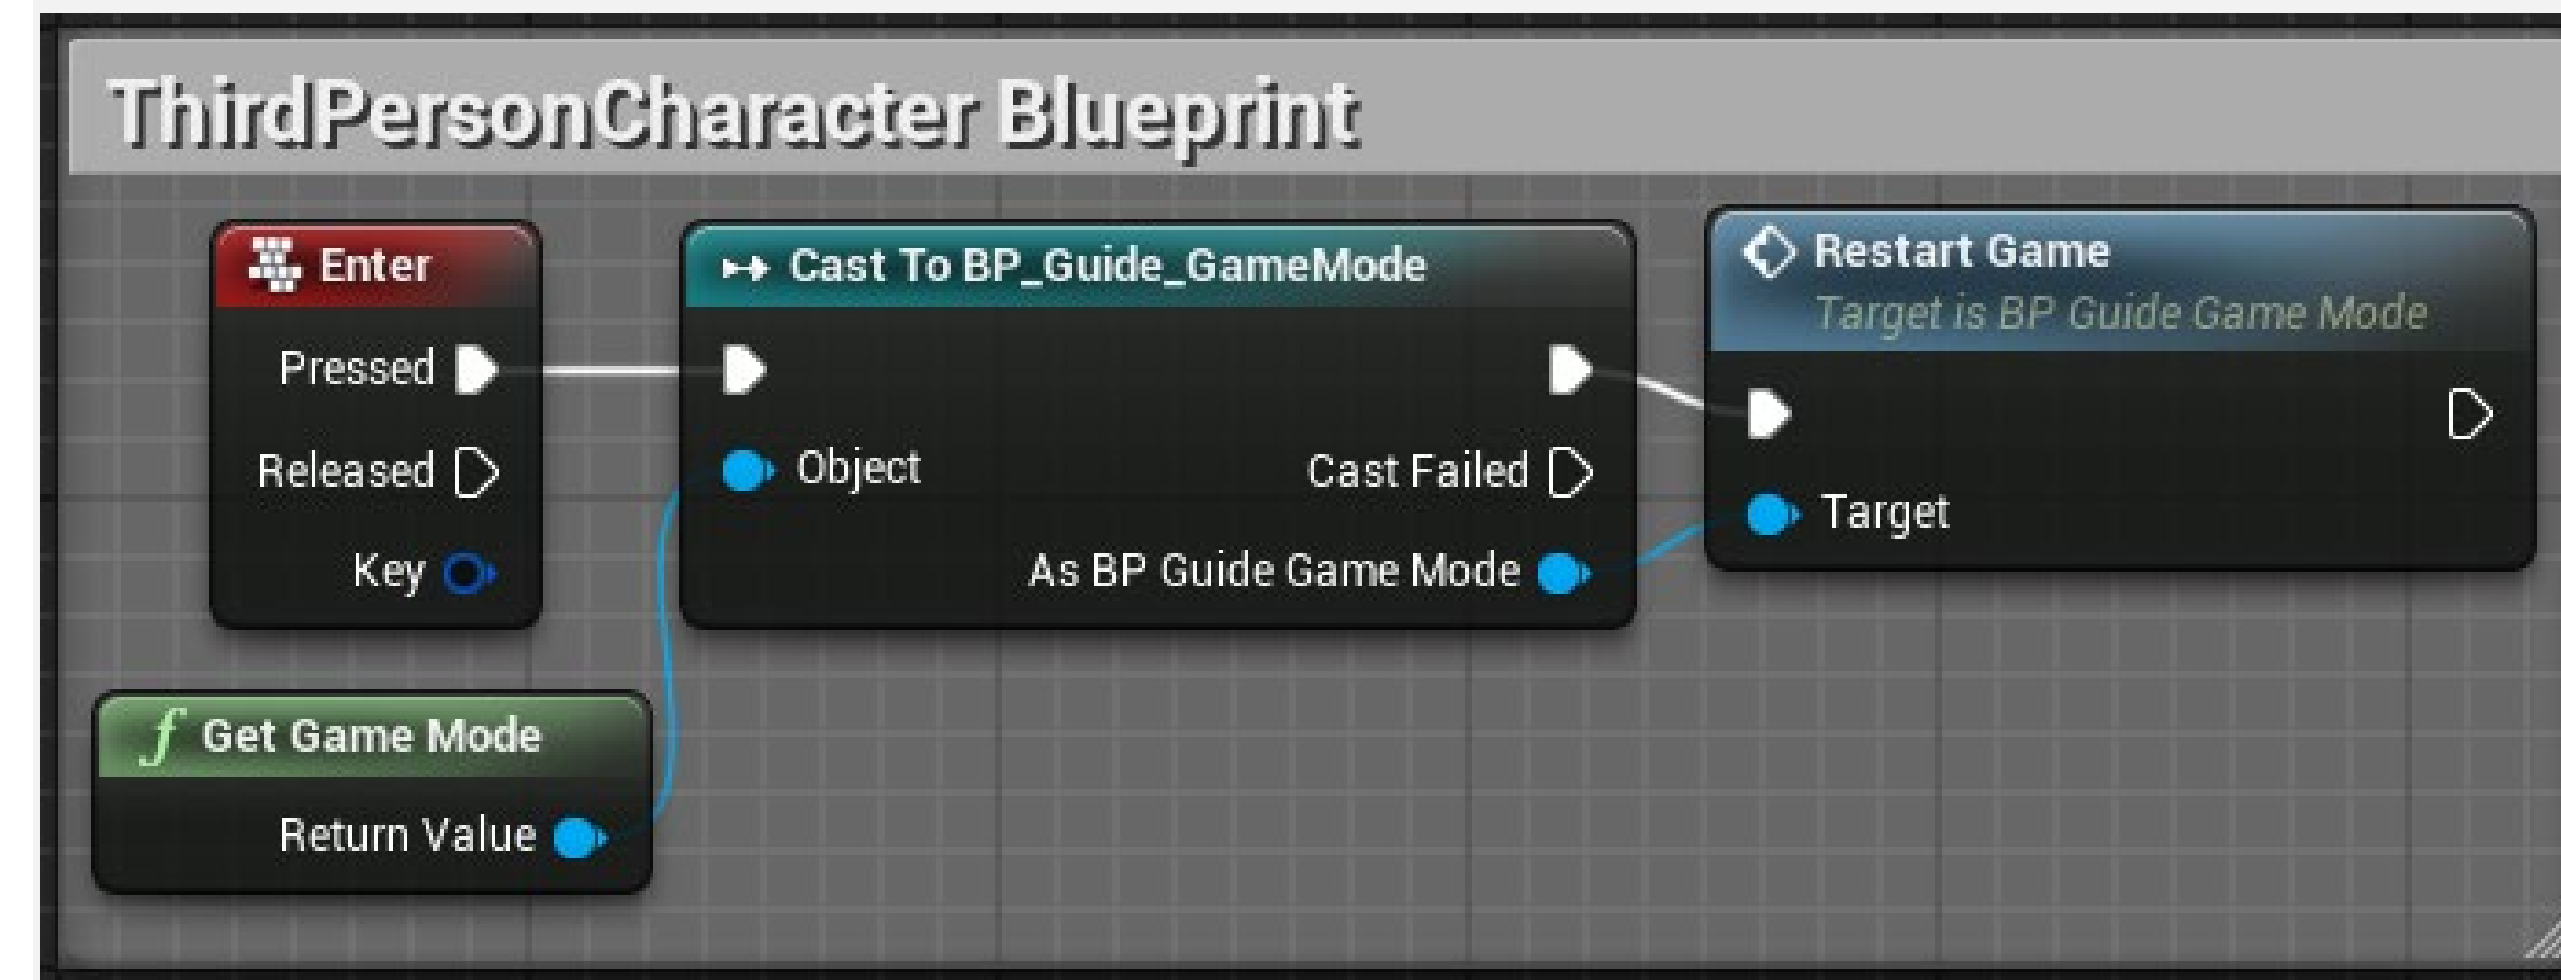 ThirdPersonCharacter Blueprint
Enter
Pressed
Released
Key
Cast To BP_Guide_GameMode
Object
Cast Failed
As BP Guide Game Mode
Restart Game
Target is BP Guide Game Mode
Target
f Get Game Mode
Return Value